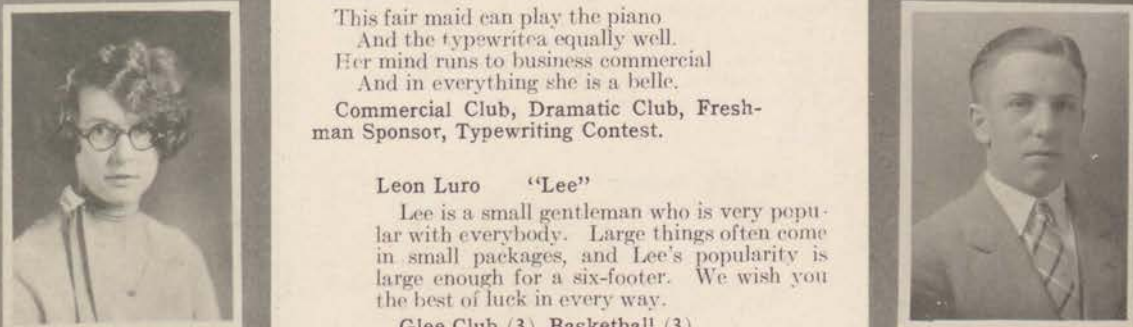 This fair maid can play the piano
And the typewritea equally well.
Her mind runs to business commercial
And in everything she is a belle.
Commercial Club, Dramatic Club, Fresh-
man Sponsor, Typewriting Contest.
Leon Luro "Lee"
Lee is a small gentleman who is very popu-
lar with everybody. Large things often come
in small packages, and Lee's popularity is
large enough for a six-footer. We wish you
the best of luck in every way.
Glee Club (3), Basketball (3)